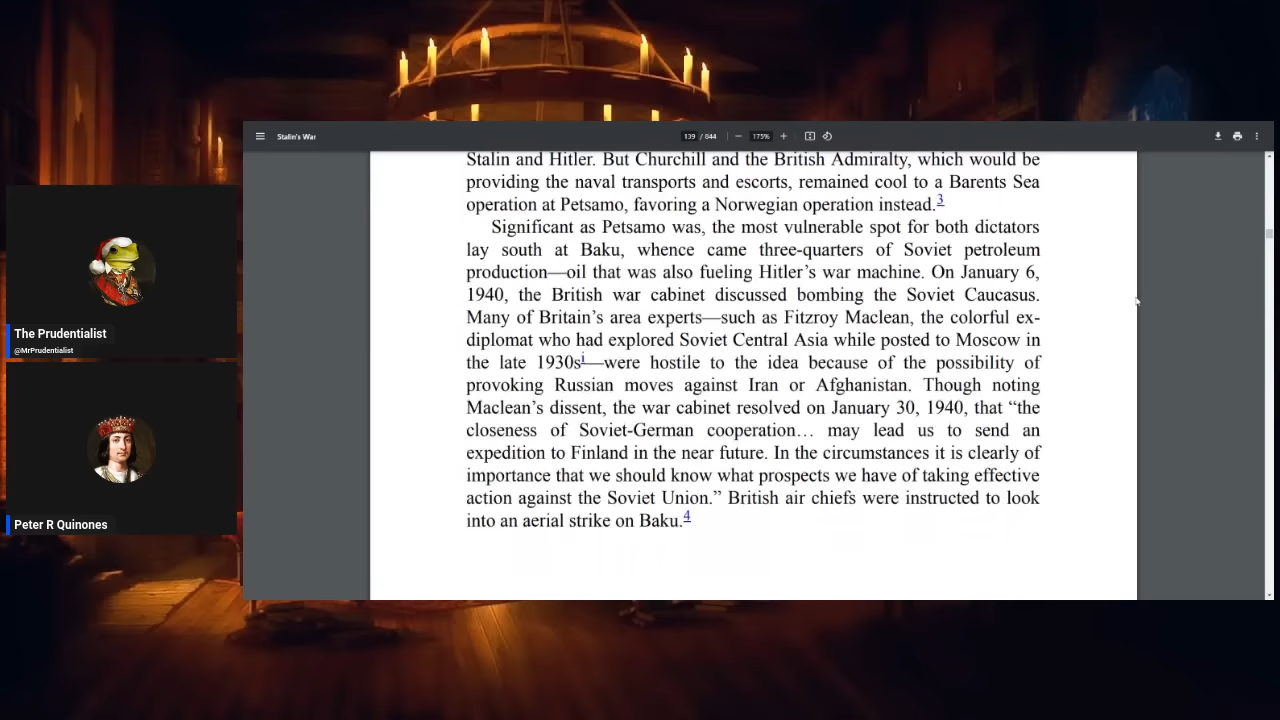 Stalin's War
139 / 844
175%
Stalin and Hitler. But Churchill and the British Admiralty, which would be
providing the naval transports and escorts, remained cool to a Barents Sea
operation at Petsamo, favoring a Norwegian operation instead.3
Significant as Petsamo was, the most vulnerable spot for both dictators
lay south at Baku, whence came three-quarters of Soviet petroleum
production—oil that was also fueling Hitler's war machine. On January 6,
1940, the British war cabinet discussed bombing the Soviet Caucasus.
Many of Britain's area experts—such as Fitzroy Maclean, the colorful ex-
diplomat who had explored Soviet Central Asia while posted to Moscow in
the late 1930si—were hostile to the idea because of the possibility of
provoking Russian moves against Iran or Afghanistan. Though noting
Maclean's dissent, the war cabinet resolved on January 30, 1940, that “the
closeness of Soviet-German cooperation… may lead us to send an
expedition to Finland in the near future. In the circumstances it is clearly of
importance that we should know what prospects we have of taking effective
action against the Soviet Union.” British air chiefs were instructed to look
into an aerial strike on Baku.4
The Prudentialist
@MrPrudentialist
Peter R Quinones